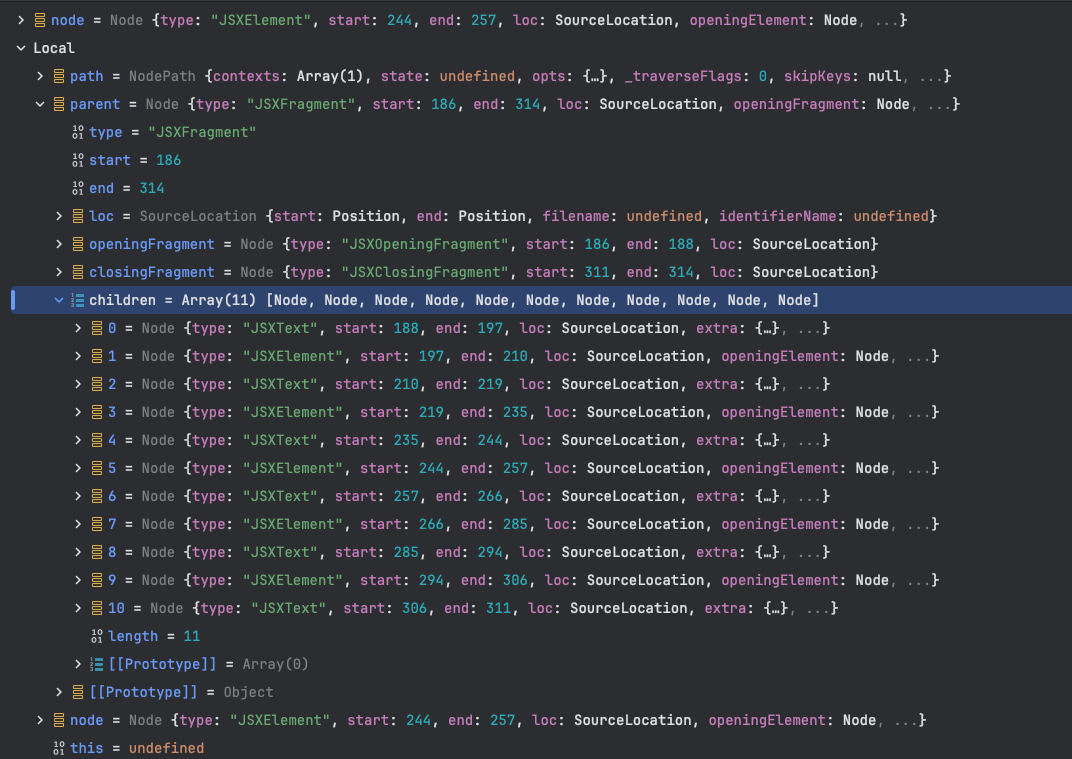 node = Node {type: "JSXElement", start: 244, end: 257, loc: SourceLocation, openingElement: Node, ...}
Local
path = NodePath {contexts: Array(1), state: undefined, opts: {…}, _traverseFlags: 0, skipKeys: null, ...}
parent = Node {type: "JSXFragment", start: 186, end: 314, loc: SourceLocation, openingFragment: Node, ...}
type = "JSXFragment"
start = 186
end = 314
loc = SourceLocation {start: Position, end: Position, filename: undefined, identifierName: undefined}
openingFragment = Node {type: "JSXOpeningFragment", start: 186, end: 188, loc: SourceLocation}
closingFragment = Node {type: "JSXClosingFragment", start: 311, end: 314, loc: SourceLocation}
children = Array(11) [Node, Node, Node, Node, Node, Node, Node, Node, Node, Node, Node]
0 = Node {type: "JSXText", start: 188, end: 197, loc: SourceLocation, extra: {…}, ...}
1 = Node {type: "JSXElement", start: 197, end: 210, loc: SourceLocation, openingElement: Node, ...}
2 = Node {type: "JSXText", start: 210, end: 219, loc: SourceLocation, extra: {…}, ...}
3 = Node {type: "JSXElement", start: 219, end: 235, loc: SourceLocation, openingElement: Node, ...}
4 = Node {type: "JSXText", start: 235, end: 244, loc: SourceLocation, extra: {…}, ...}
5 = Node {type: "JSXElement", start: 244, end: 257, loc: SourceLocation, openingElement: Node, ...}
6 = Node {type: "JSXText", start: 257, end: 266, loc: SourceLocation, extra: {…}, ...}
7 = Node {type: "JSXElement", start: 266, end: 285, loc: SourceLocation, openingElement: Node, ...}
8 = Node {type: "JSXText", start: 285, end: 294, loc: SourceLocation, extra: {…}, ...}
9 = Node {type: "JSXElement", start: 294, end: 306, loc: SourceLocation, openingElement: Node, ...}
10 = Node {type: "JSXText", start: 306, end: 311, loc: SourceLocation, extra: {…}, ...}
length = 11
[[Prototype]] = Array(0)
[[Prototype]] = Object
node = Node {type: "JSXElement", start: 244, end: 257, loc: SourceLocation, openingElement: Node, ...}
this = undefined